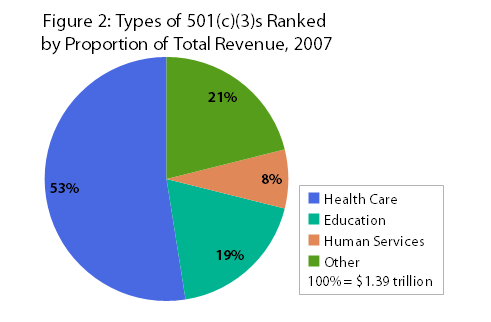 Figure 2: Types of 501(c)(3)s Ranked
by Proportion of Total Revenue, 2007
21%
8%
53%
19%
Health Care
Education
Human Services
Other
100% = $1.39 trillion